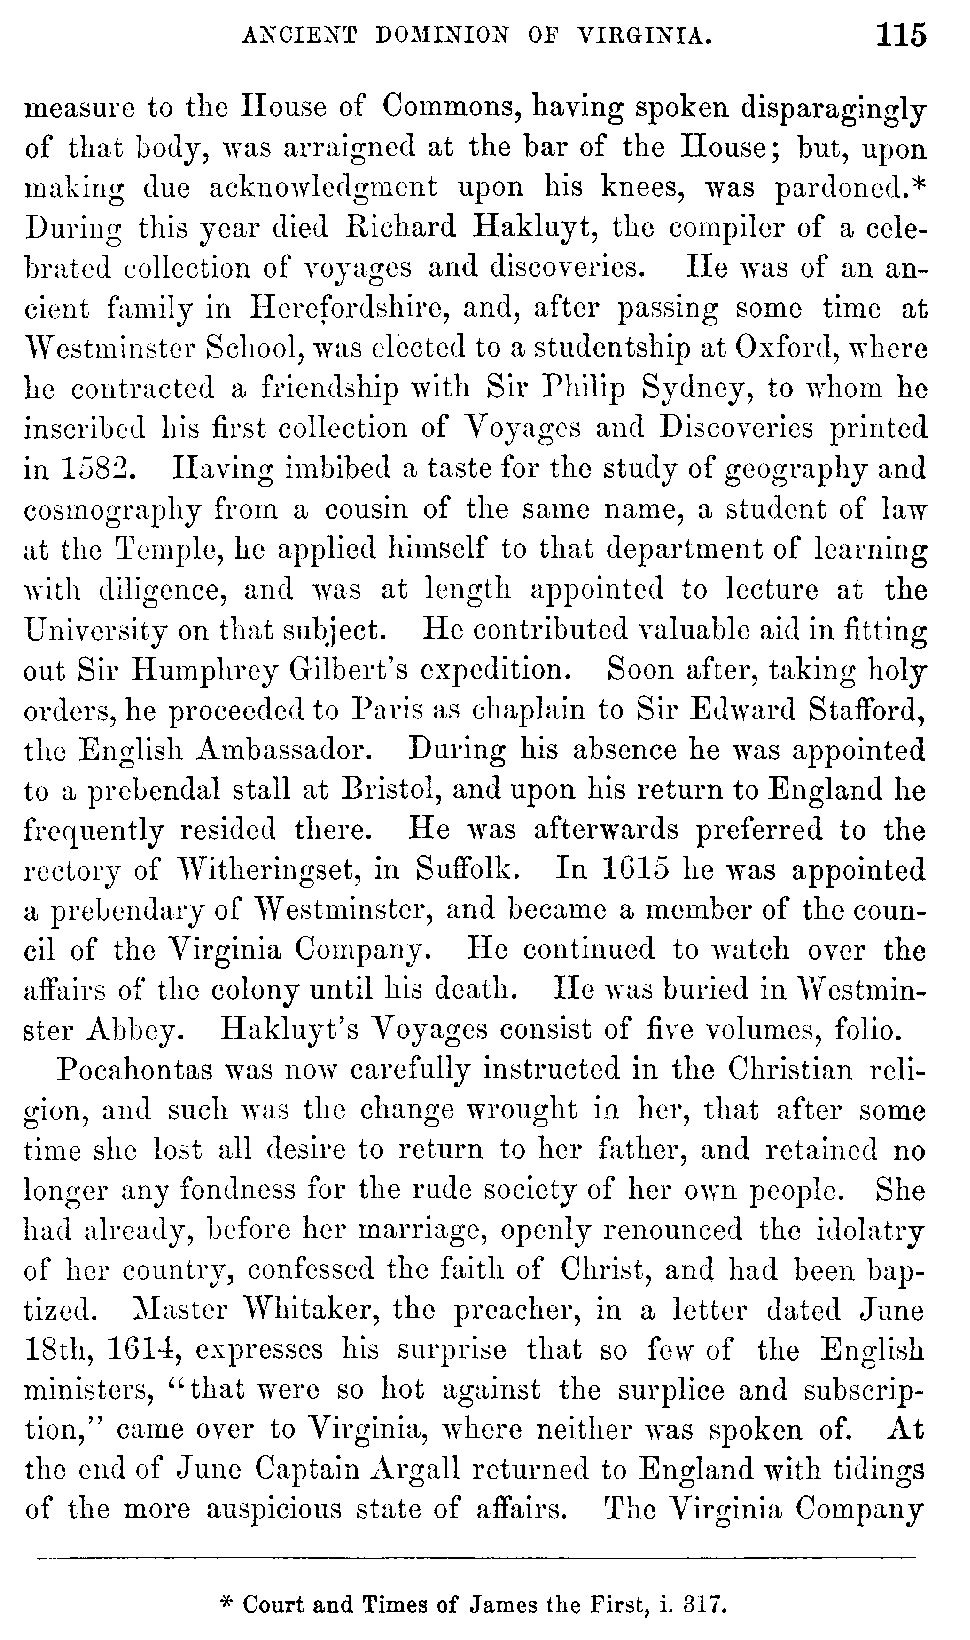 ANCIENT DOMINION OF VIRGINIA. 115
measure to the House of Commons, having spoken disparagingly
of that body, was arraigned at the bar of the House; but, upon
making due acknowledgment upon his knees, was pardoned.*
During this year died Richard Hakluyt, the compiler of a cele-
brated collection of voyages and discoveries. He was of an an-
cient family in Herefordshire, and, after passing some time at
Westminster School, was elected to a studentship at Oxford, where
he contracted a friendship with Sir Philip Sydney, to whom he
inscribed his first collection of Voyages and Discoveries printed
in 1582. Having imbibed a taste for the study of geography and
cosmography from a cousin of the same name, a student of law
at the Temple, he applied himself to that department of learning
with diligence, and was at length appointed to lecture at the
University on that subject. He contributed valuable aid in fitting
out Sir Humphrey Gilbert's expedition. Soon after, taking holy
orders, he proceeded to Paris as chaplain to Sir Edward Stafford,
the English Ambassador. During his absence he was appointed
to a prebendal stall at Bristol, and upon his return to England he
frequently resided there. He was afterwards preferred to the
rectory of Witheringset, in Suffolk. In 1615 he was appointed
a prebendary of Westminster, and became a member of the coun-
cil of the Virginia Company. He continued to watch over the
affairs of the colony until his death. He was buried in Westmin-
ster Abbey. Hakluyt's Voyages consist of five volumes, folio.
Pocahontas was now carefully instructed in the Christian reli-
gion, and such was the change wrought in her, that after some
time she lost all desire to return to her father, and retained no
longer any fondness for the rude society of her own people. She
had already, before her marriage, openly renounced the idolatry
of her country, confessed the faith of Christ, and had been bap-
tized. Master Whitaker, the preacher, in a letter dated June
18th, 1614, expresses his surprise that so few of the English
ministers, "that were so hot against the surplice and subscrip-
tion," came over to Virginia, where neither was spoken of. At
the end of June Captain Argall returned to England with tidings
of the more auspicious state of affairs. The Virginia Company
* Court and Times of James the First, i. 317.